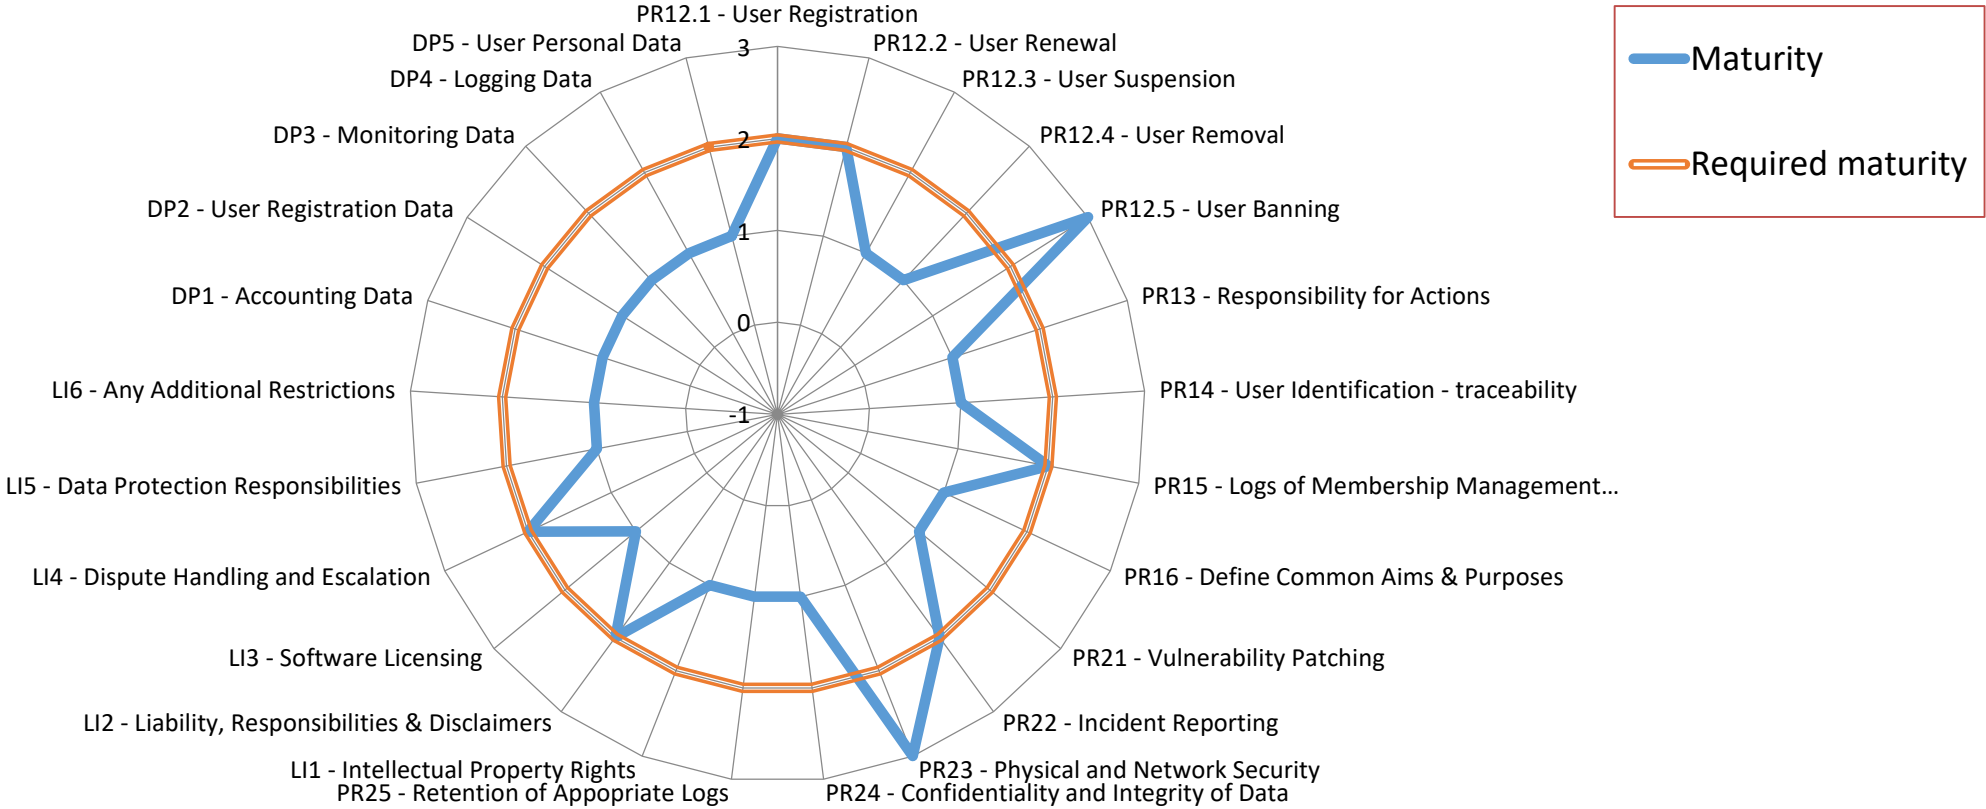 PR12.1 - User Registration
PR12.2 - User Renewal
PR12.3 - User Suspension
PR12.4 - User Removal
PR12.5 - User Banning
PR13 - Responsibility for Actions
PR14 - User Identification - traceability
PR15 - Logs of Membership Management...
PR16 - Define Common Aims & Purposes
PR21 - Vulnerability Patching
PR22 - Incident Reporting
PR23 - Physical and Network Security
PR24 - Confidentiality and Integrity of Data
PR25 - Retention of Appopriate Logs
LI1 - Intellectual Property Rights
LI2 - Liability, Responsibilities & Disclaimers
LI3 - Software Licensing
LI4 - Dispute Handling and Escalation
LI5 - Data Protection Responsibilities
LI6 - Any Additional Restrictions
DP1 - Accounting Data
DP2 - User Registration Data
DP3 - Monitoring Data
DP4 - Logging Data
DP5 - User Personal Data
3
2
1
0
-1
Maturity
Required maturity